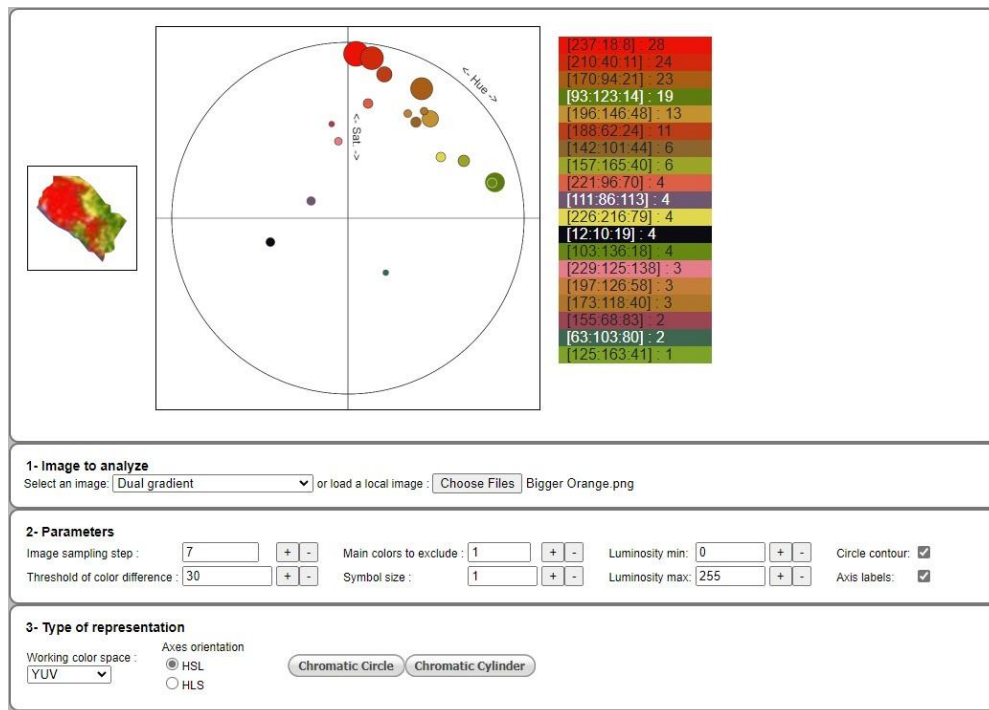 <- Hue ->
<- Sat. ->
[237:18:8] : 28
[210:40:11] : 24
[170:94:21] : 23
[93:123:14] : 19
[196:146:48] : 13
[188:62:24] : 11
[142:101:44] : 6
[157:165:40] : 6
[221:96:70] : 4
[111:86:113] : 4
[226:216:79] : 4
[12:10:19] : 4
[103:136:18] : 4
[229:125:138] : 3
[197:126:58] : 3
[173:118:40] : 3
[155:68:83] : 2
[63:103:80] : 2
[125:163:41] : 1
1- Image to analyze
Select an image: Dual gradient or load a local image : Choose Files Bigger Orange.png
2- Parameters
Image sampling step : 7 + - Main colors to exclude : 1 + - Luminosity min: 0 + - Circle contour:
Threshold of color difference : 30 + - Symbol size : 1 + - Luminosity max: 255 + - Axis labels:
3- Type of representation
Working color space : Axes orientation
YUV HSL Chromatic Circle Chromatic Cylinder
HLS